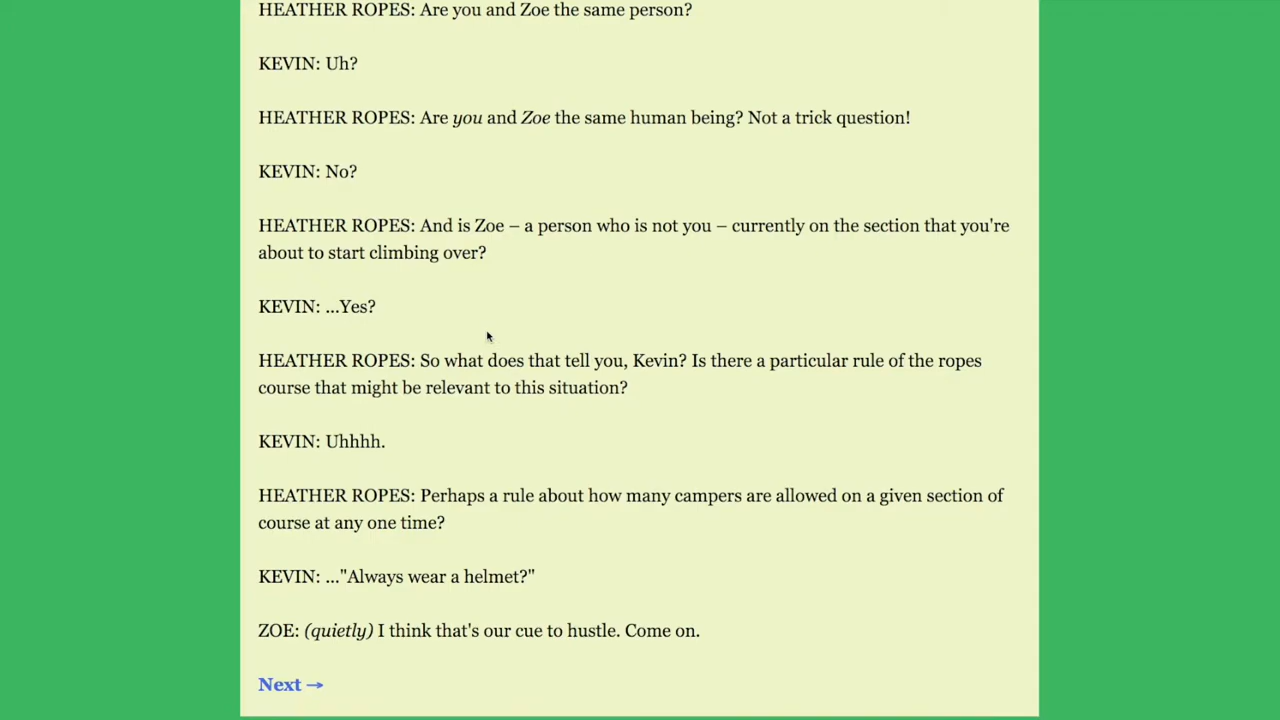 HEATHER ROPES: Are you and Zoe the same person?
KEVIN: Uh?
HEATHER ROPES: Are you and Zoe the same human being? Not a trick question!
KEVIN: No?
HEATHER ROPES: And is Zoe – a person who is not you – currently on the section that you're
about to start climbing over?
KEVIN: ...Yes?
HEATHER ROPES: So what does that tell you, Kevin? Is there a particular rule of the ropes
course that might be relevant to this situation?
KEVIN: Uhhhh.
HEATHER ROPES: Perhaps a rule about how many campers are allowed on a given section of
course at any one time?
KEVIN: ..."Always wear a helmet?"
ZOE: (quietly) I think that's our cue to hustle. Come on.
Next →